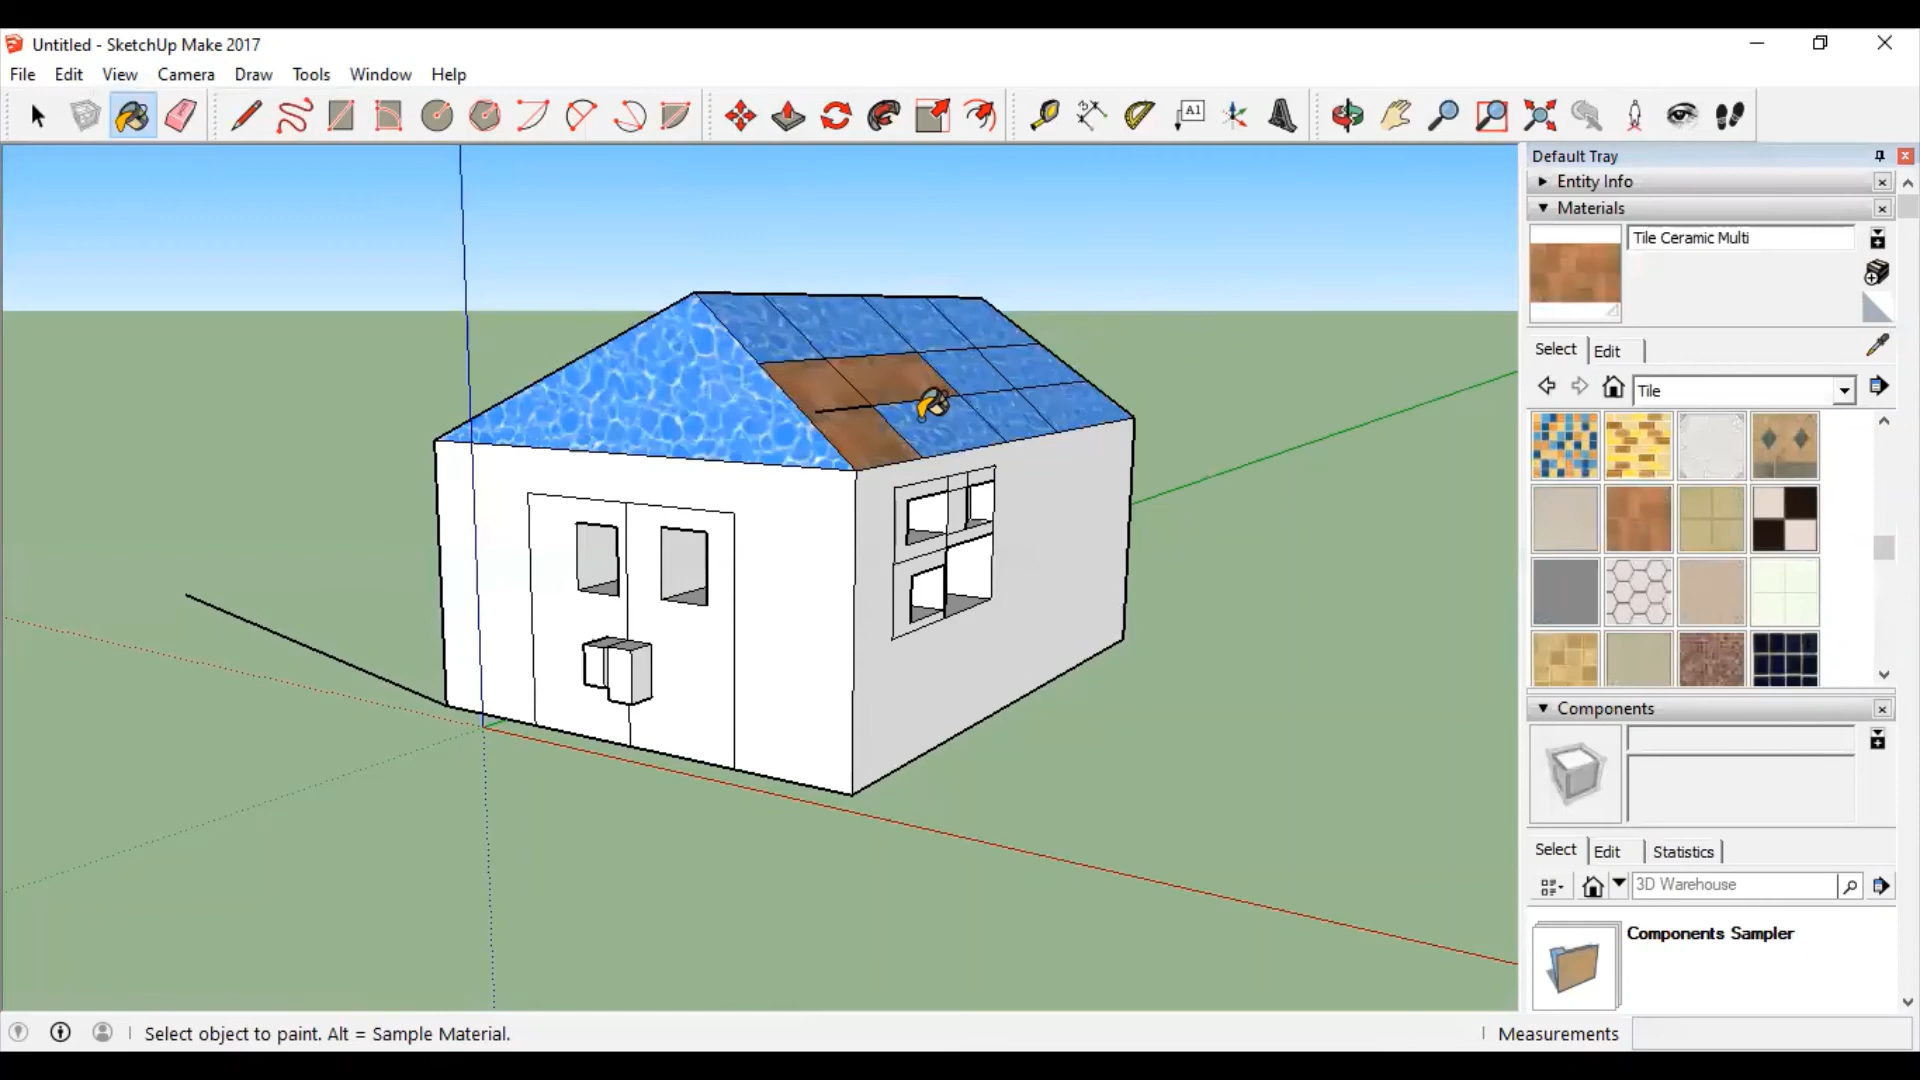 Untitled - SketchUp Make 2017
File Edit View Camera Draw Tools Window Help
A1
Default Tray
Entity Info
Materials
Tile Ceramic Multi
Select Edit
Tile
Components
Select Edit Statistics
3D Warehouse
Components Sampler
Select object to paint. Alt = Sample Material.
Measurements